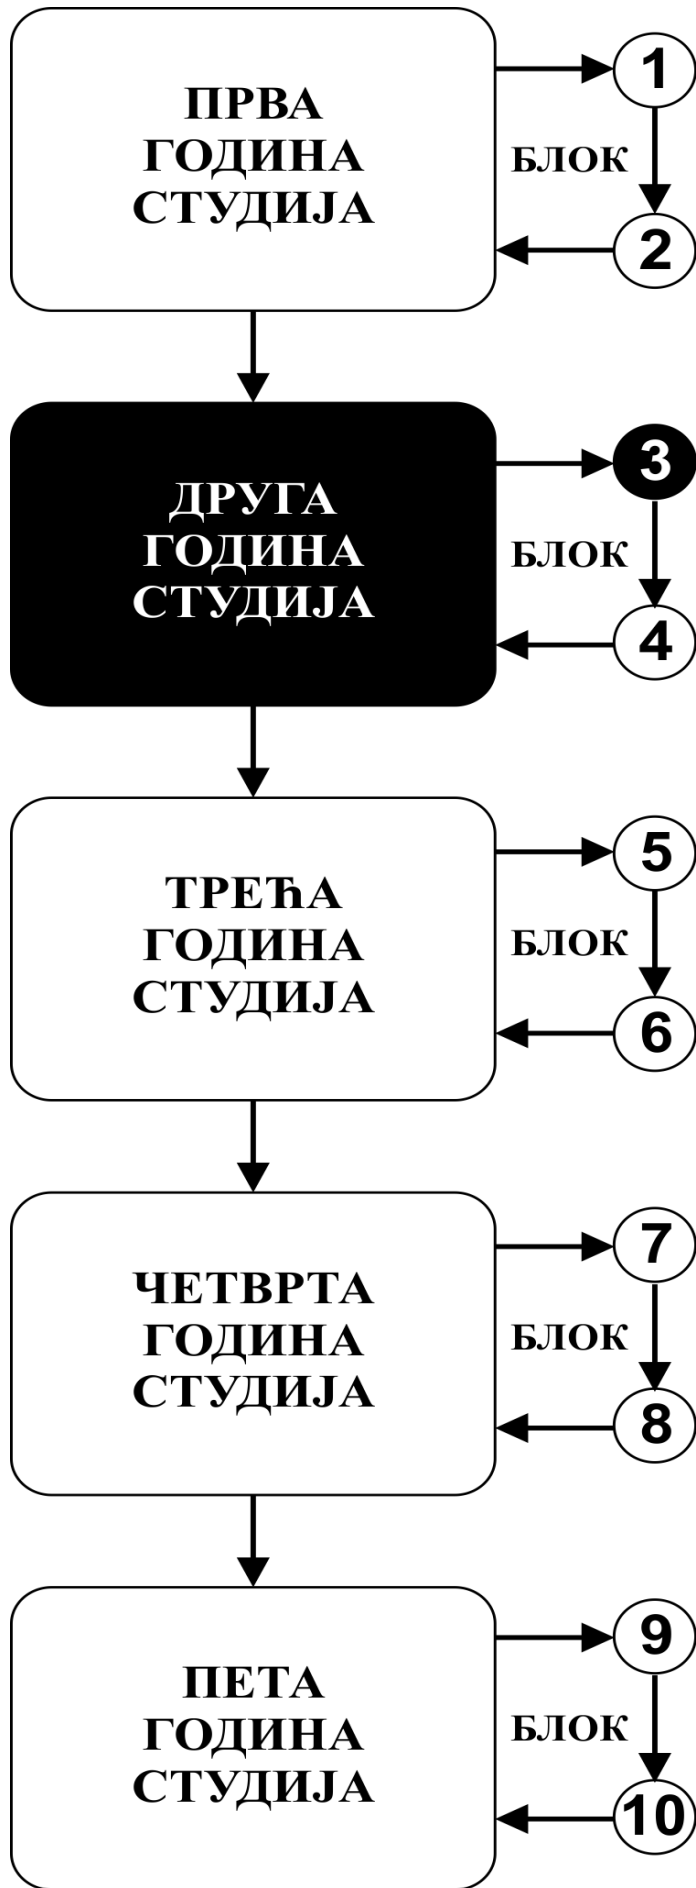 ПРВА
ГОДИНА
СТУДИЈА
1
БЛОК
2
ДРУГА
ГОДИНА
СТУДИЈА
3
БЛОК
4
ТРЕЋА
ГОДИНА
СТУДИЈА
5
БЛОК
6
ЧЕТВРТА
ГОДИНА
СТУДИЈА
7
БЛОК
8
ПЕТА
ГОДИНА
СТУДИЈА
9
БЛОК
10